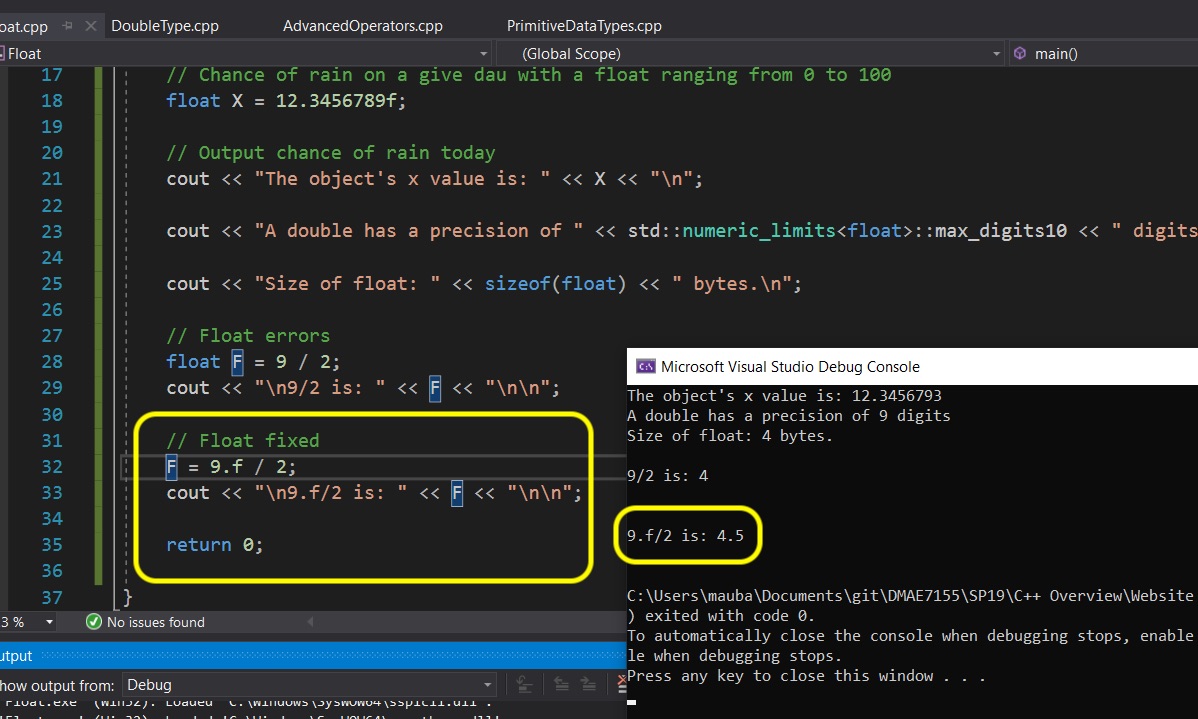 oat.cpp DoubleType.cpp AdvancedOperators.cpp PrimitiveDataTypes.cpp
Float (Global Scope) main()
17 // Chance of rain on a give dau with a float ranging from 0 to 100
18 float X = 12.3456789f;
19
20 // Output chance of rain today
21 cout << "The object's x value is: " << X << "\n";
22
23 cout << "A double has a precision of " << std::numeric_limits<float>::max_digits10 << " digits
24
25 cout << "Size of float: " << sizeof(float) << " bytes.\n";
26
27 // Float errors
28 float F = 9 / 2;
29 cout << "\n9/2 is: " << F << "\n\n";
30
31 // Float fixed
32 F = 9.f / 2;
33 cout << "\n9.f/2 is: " << F << "\n\n";
34
35 return 0;
36
37 }
3 % No issues found
utput
how output from: Debug
Microsoft Visual Studio Debug Console
The object's x value is: 12.3456793
A double has a precision of 9 digits
Size of float: 4 bytes.
9/2 is: 4
9.f/2 is: 4.5
C:\Users\mauba\Documents\git\DMAE7155\SP19\C++ Overview\Website
) exited with code 0.
To automatically close the console when debugging stops, enable
le when debugging stops.
Press any key to close this window . . .